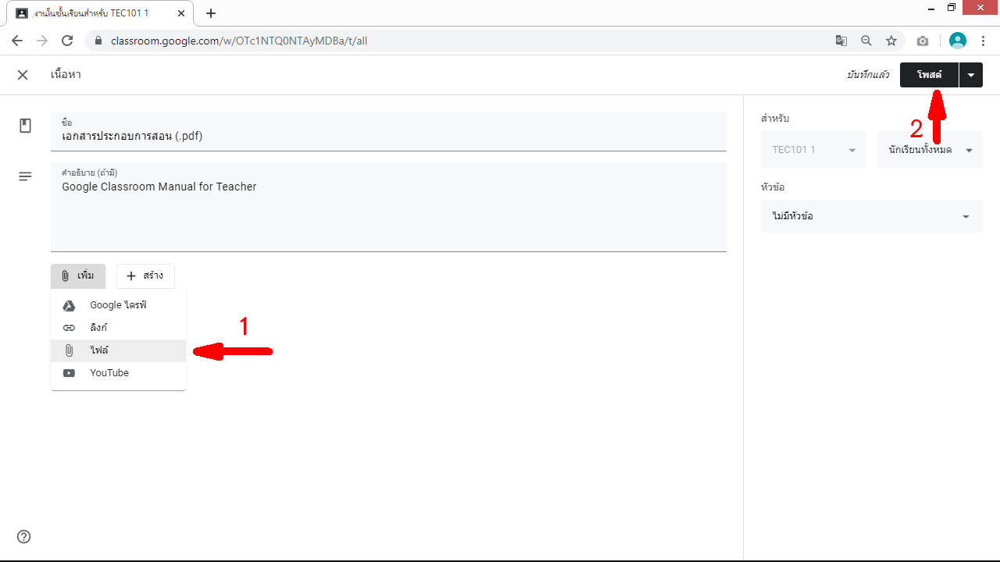 งานในชั้นเรียนสำหรับ TEC101 1
classroom.google.com/w/OTc1NTQ0NTAyMDBa/t/all
เนื้อหา
บันทึกแล้ว
โพสต์
ชื่อ
เอกสารประกอบการสอน (.pdf)
คำอธิบาย (ถ้ามี)
Google Classroom Manual for Teacher
เพิ่ม
สร้าง
Google ไดรฟ์
ลิงก์
ไฟล์
YouTube
1
2
สำหรับ
TEC101 1
นักเรียนทั้งหมด
หัวข้อ
ไม่มีหัวข้อ